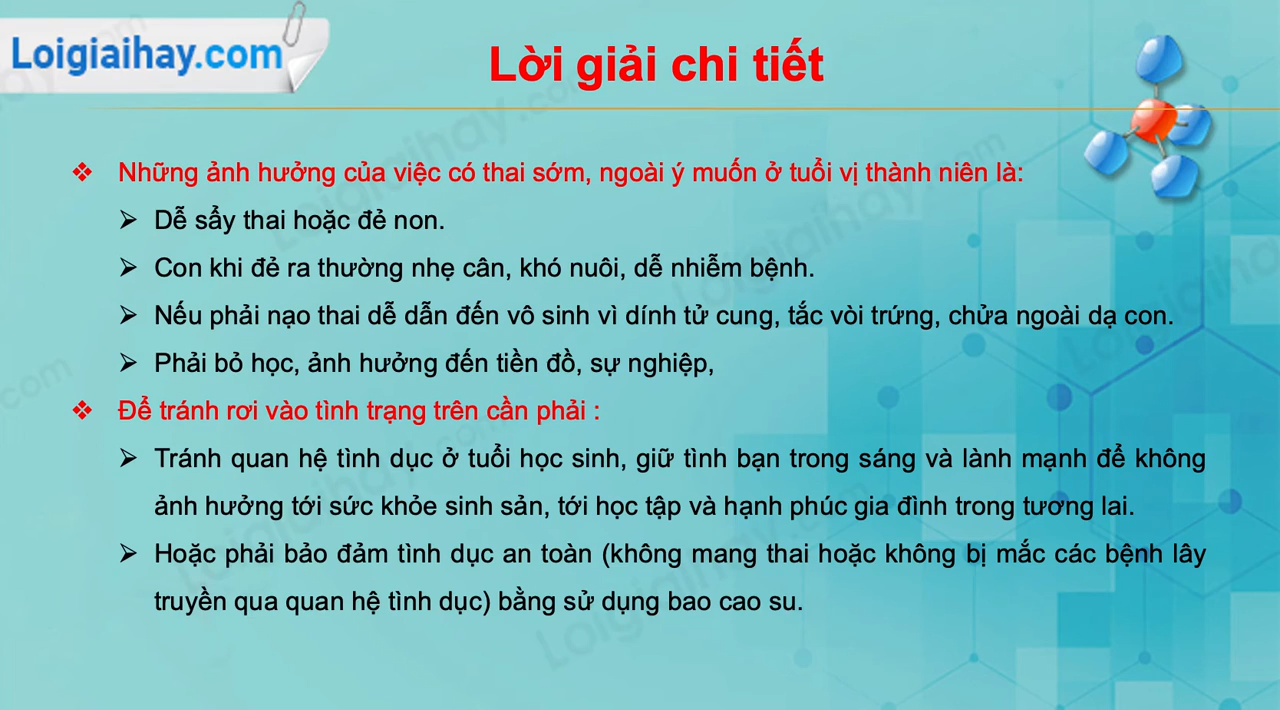 Loigiaihay.com
Lời giải chi tiết
❖ Những ảnh hưởng của việc có thai sớm, ngoài ý muốn ở tuổi vị thành niên là:
➢ Dễ sẩy thai hoặc đẻ non.
➢ Con khi đẻ ra thường nhẹ cân, khó nuôi, dễ nhiễm bệnh.
➢ Nếu phải nạo thai dễ dẫn đến vô sinh vì dính tử cung, tắc vòi trứng, chửa ngoài dạ con.
➢ Phải bỏ học, ảnh hưởng đến tiền đồ, sự nghiệp,
❖ Để tránh rơi vào tình trạng trên cần phải :
➢ Tránh quan hệ tình dục ở tuổi học sinh, giữ tình bạn trong sáng và lành mạnh để không
ảnh hưởng tới sức khỏe sinh sản, tới học tập và hạnh phúc gia đình trong tương lai.
➢ Hoặc phải bảo đảm tình dục an toàn (không mang thai hoặc không bị mắc các bệnh lây
truyền qua quan hệ tình dục) bằng sử dụng bao cao su.